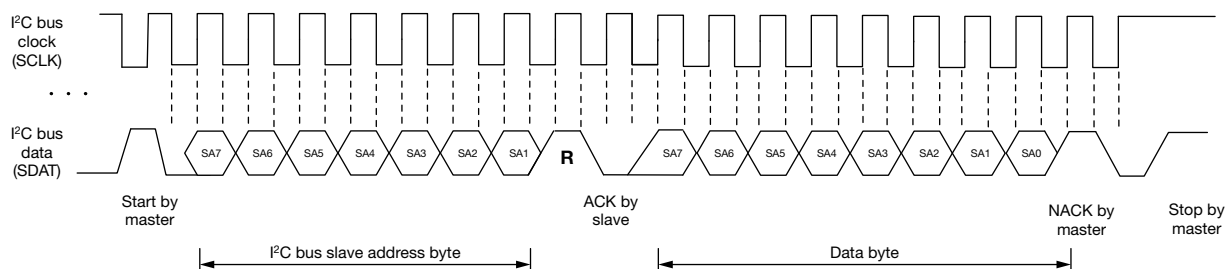 I²C bus
clock
(SCLK)
. . .
I²C bus
data
(SDAT)
SA7 SA6 SA5 SA4 SA3 SA2 SA1 R SA7 SA6 SA5 SA4 SA3 SA2 SA1 SA0
Start by
master
ACK by
slave
NACK by
master
Stop by
master
I²C bus slave address byte
Data byte